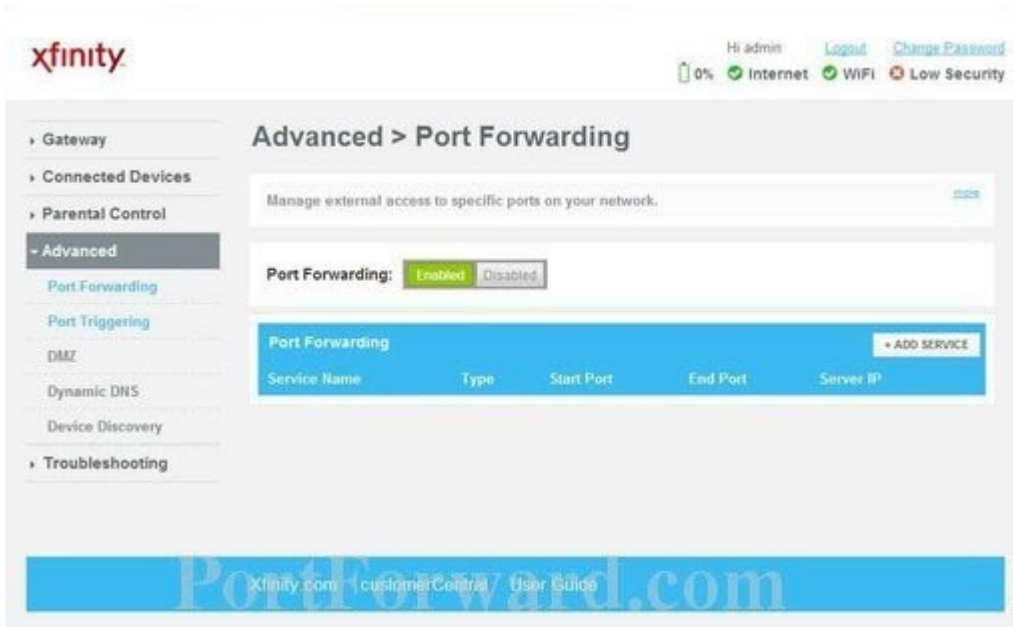 xfinity
Hi admin Logout Change Password
0% Internet WiFi Low Security
Gateway
Connected Devices
Parental Control
Advanced
Port Forwarding
Port Triggering
DMZ
Dynamic DNS
Device Discovery
Troubleshooting
Advanced > Port Forwarding
Manage external access to specific ports on your network.
more
Port Forwarding: Enabled Disabled
Port Forwarding
+ ADD SERVICE
Service Name Type Start Port End Port Server IP
Xfinity.com customerCentral User Guide
PortForward.com